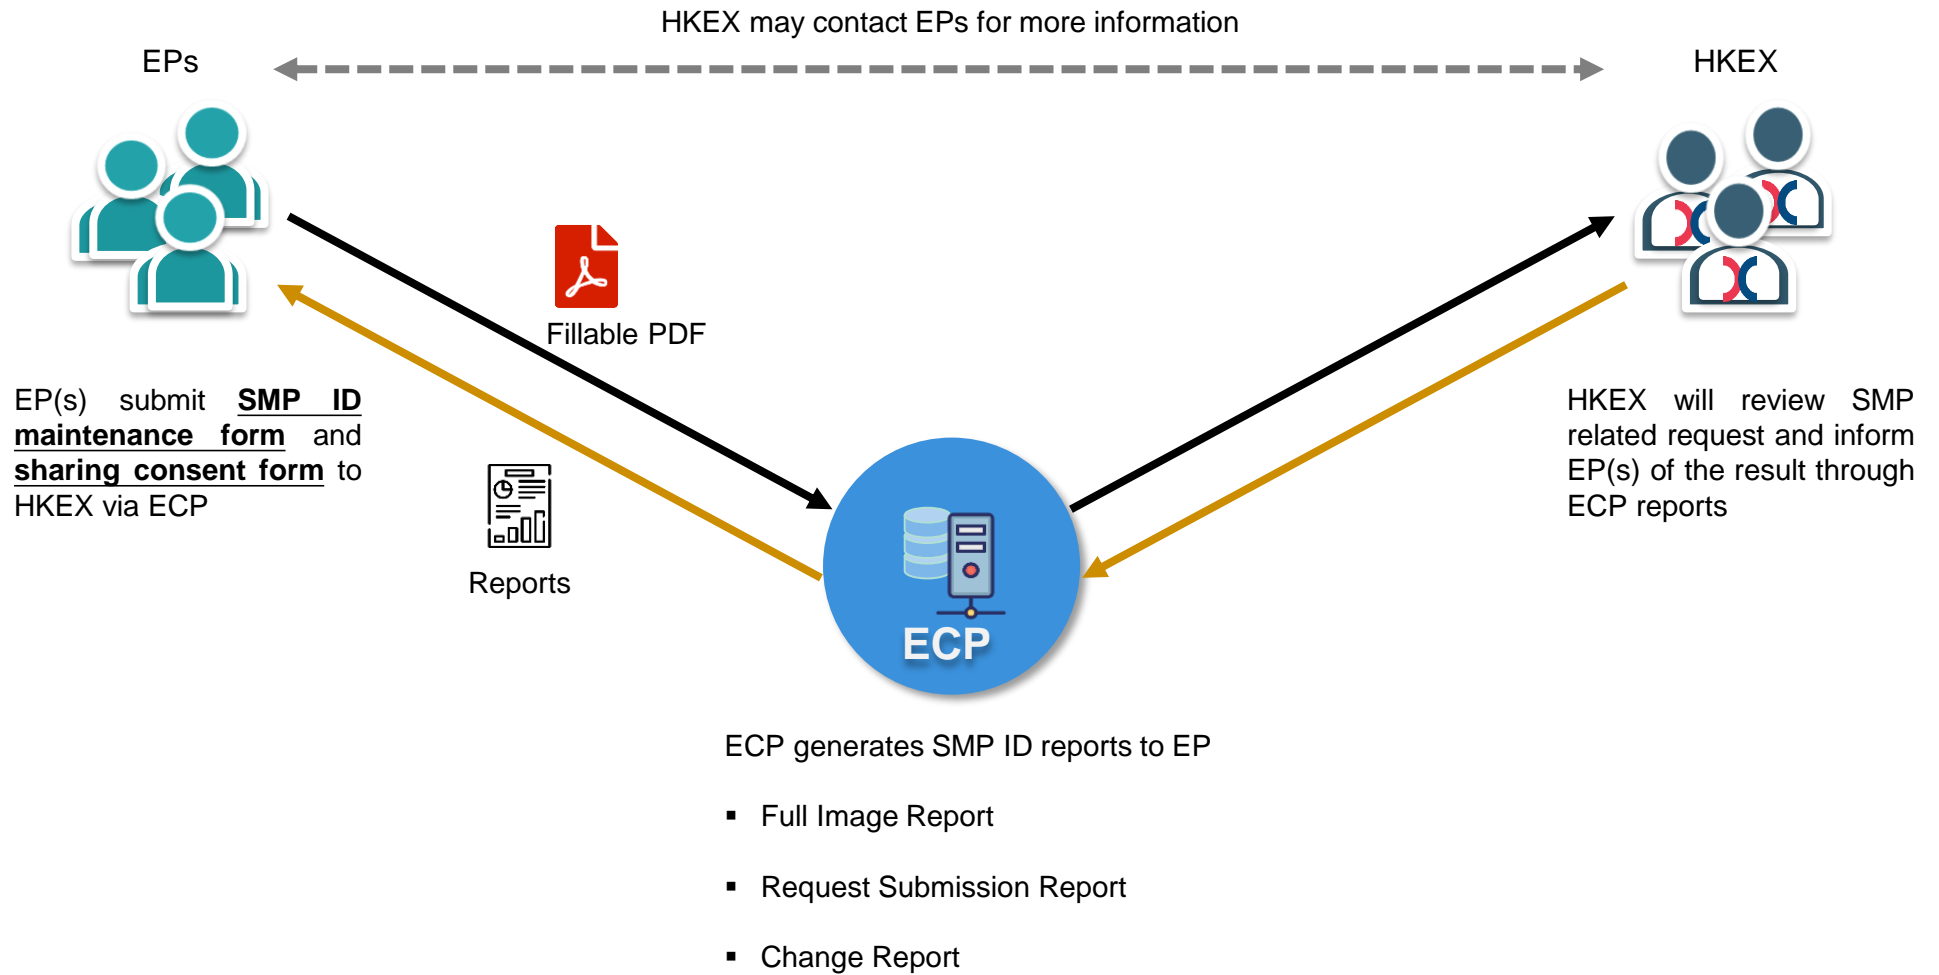 HKEX may contact EPs for more information
EPs
HKEX
Fillable PDF
EP(s) submit SMP ID
maintenance form and
sharing consent form to
HKEX via ECP
HKEX will review SMP
related request and inform
EP(s) of the result through
ECP reports
Reports
ECP
ECP generates SMP ID reports to EP
▪ Full Image Report
▪ Request Submission Report
▪ Change Report